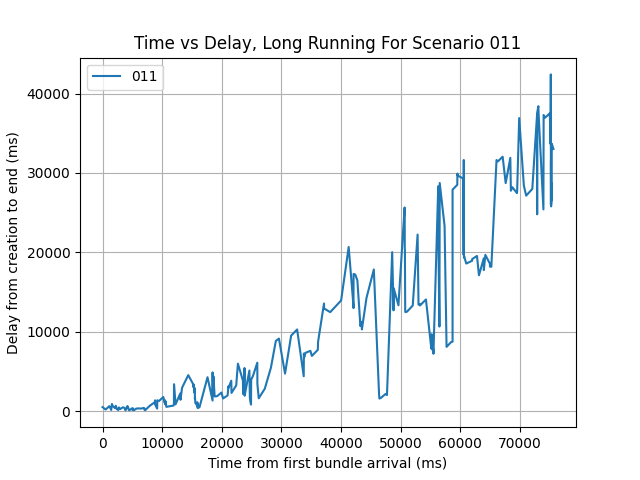 Time vs Delay, Long Running For Scenario 011
011
40000
30000
20000
10000
0
Delay from creation to end (ms)
0 10000 20000 30000 40000 50000 60000 70000
Time from first bundle arrival (ms)